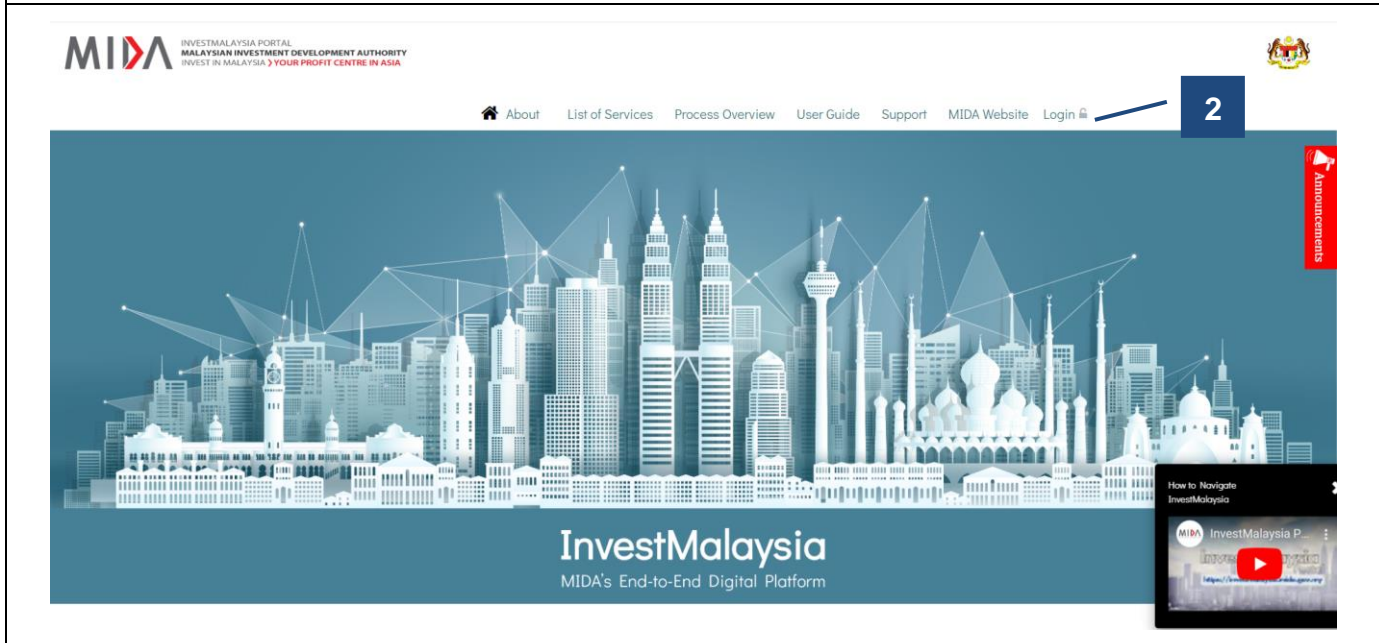 MIDA
INVESTMALAYSIA PORTAL
MALAYSIAN INVESTMENT DEVELOPMENT AUTHORITY
INVEST IN MALAYSIA YOUR PROFIT CENTRE IN ASIA
About List of Services Process Overview User Guide Support MIDA Website Login
2
Announcements
How to Navigate
InvestMalaysia
MIDA InvestMalaysia P...
InvestMalaysia
MIDA's End-to-End Digital Platform